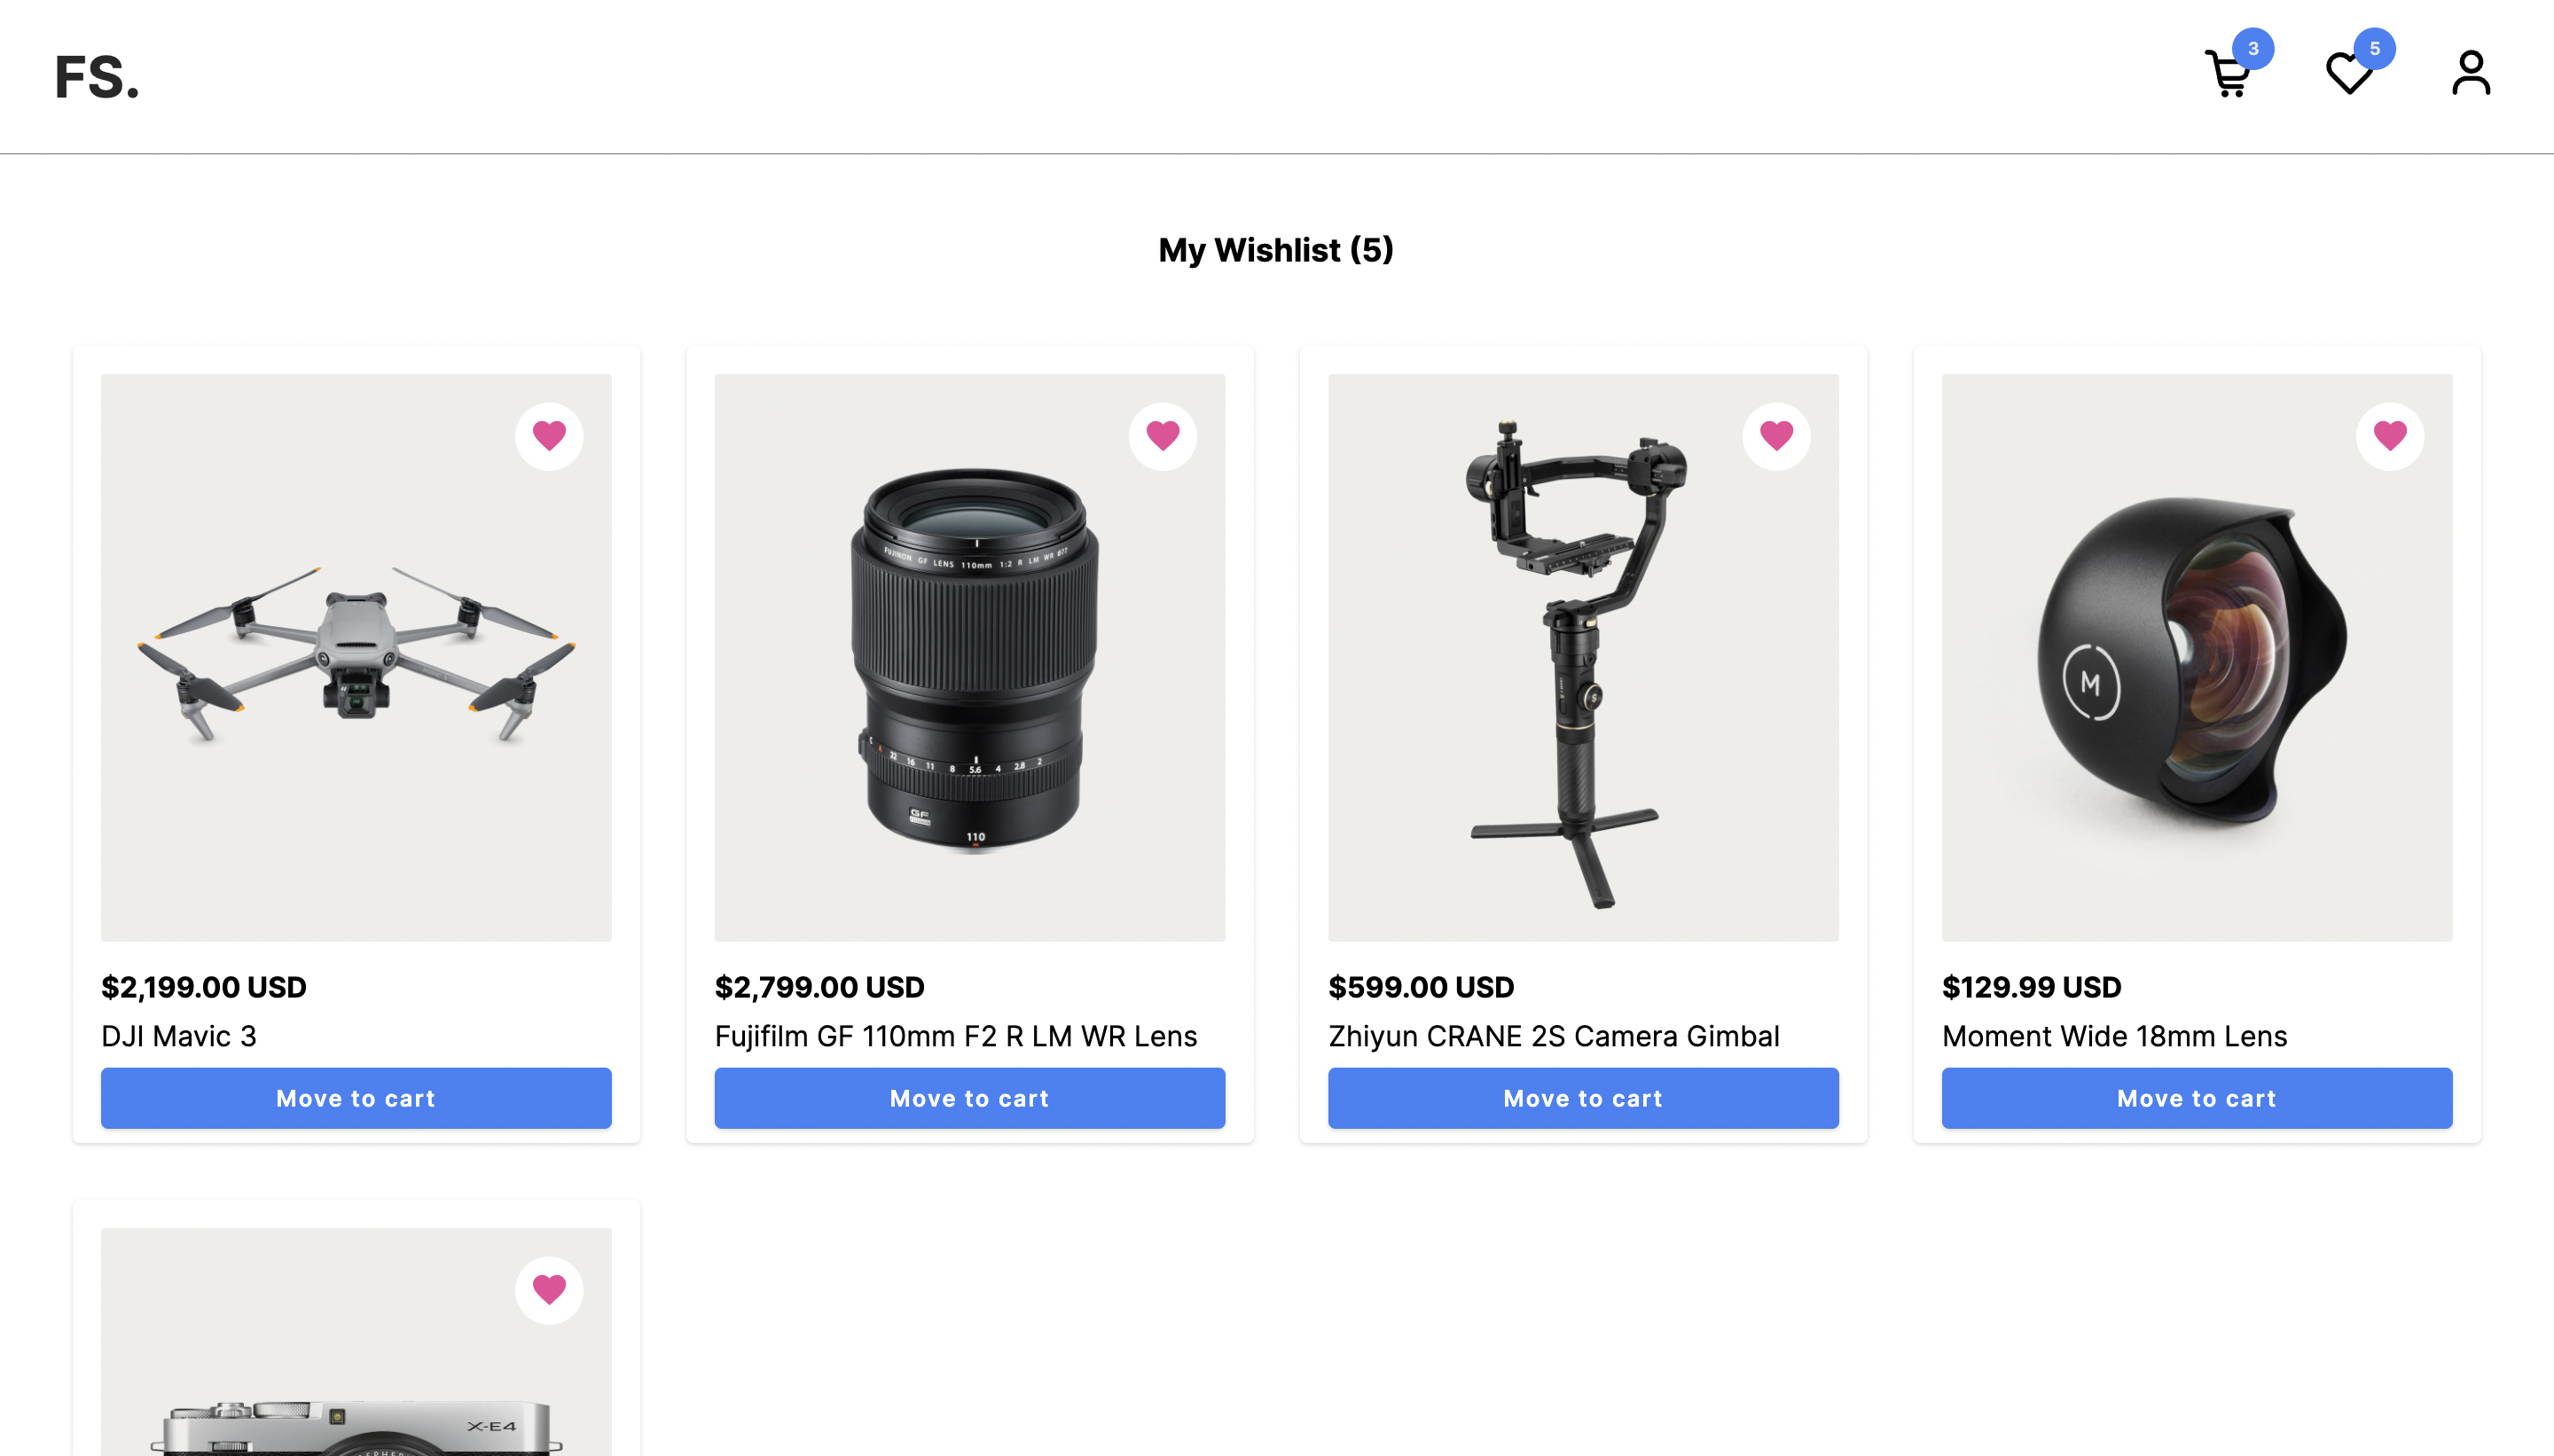 FS.
3
5
My Wishlist (5)
FUJINON GF LENS 110mm 1:2 R LM WR Ø77
C A 22 16 11 8 5.6 4 2.8 2
GF
110
S
M
$2,199.00 USD
DJI Mavic 3
Move to cart
$2,799.00 USD
Fujifilm GF 110mm F2 R LM WR Lens
Move to cart
$599.00 USD
Zhiyun CRANE 2S Camera Gimbal
Move to cart
$129.99 USD
Moment Wide 18mm Lens
Move to cart
X-E4